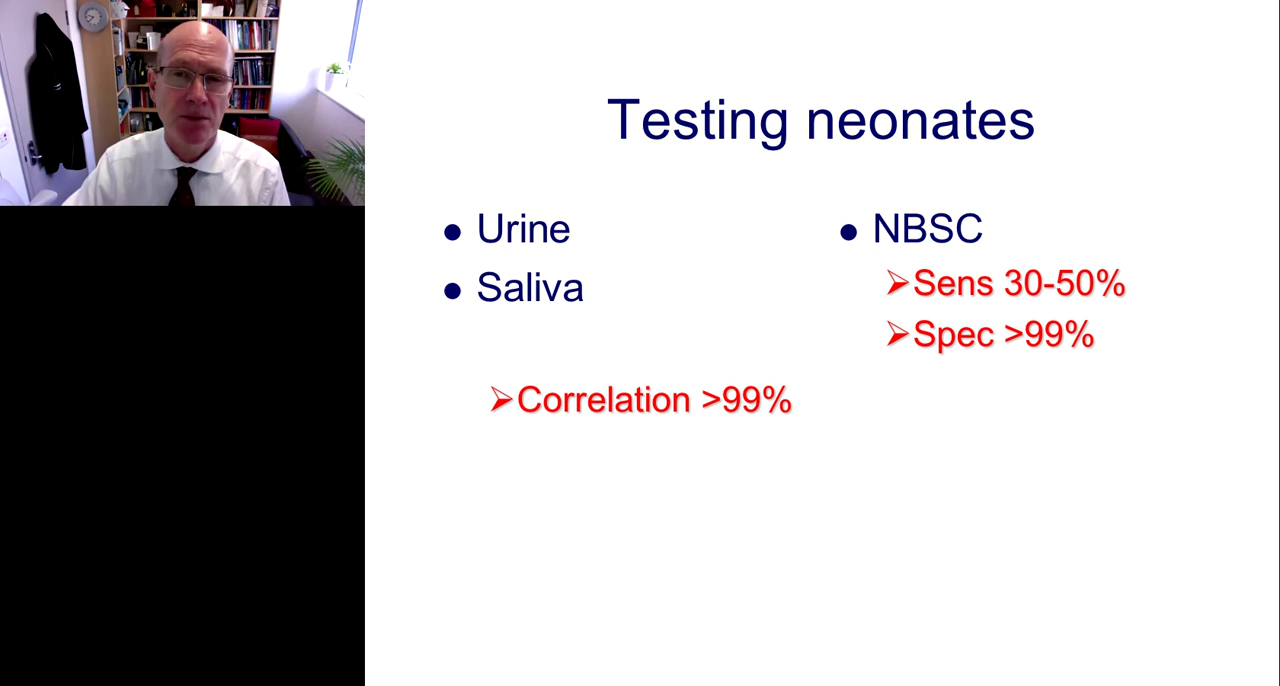 Testing neonates
● Urine
● Saliva
➢Correlation >99%
● NBSC
➢Sens 30-50%
➢Spec >99%